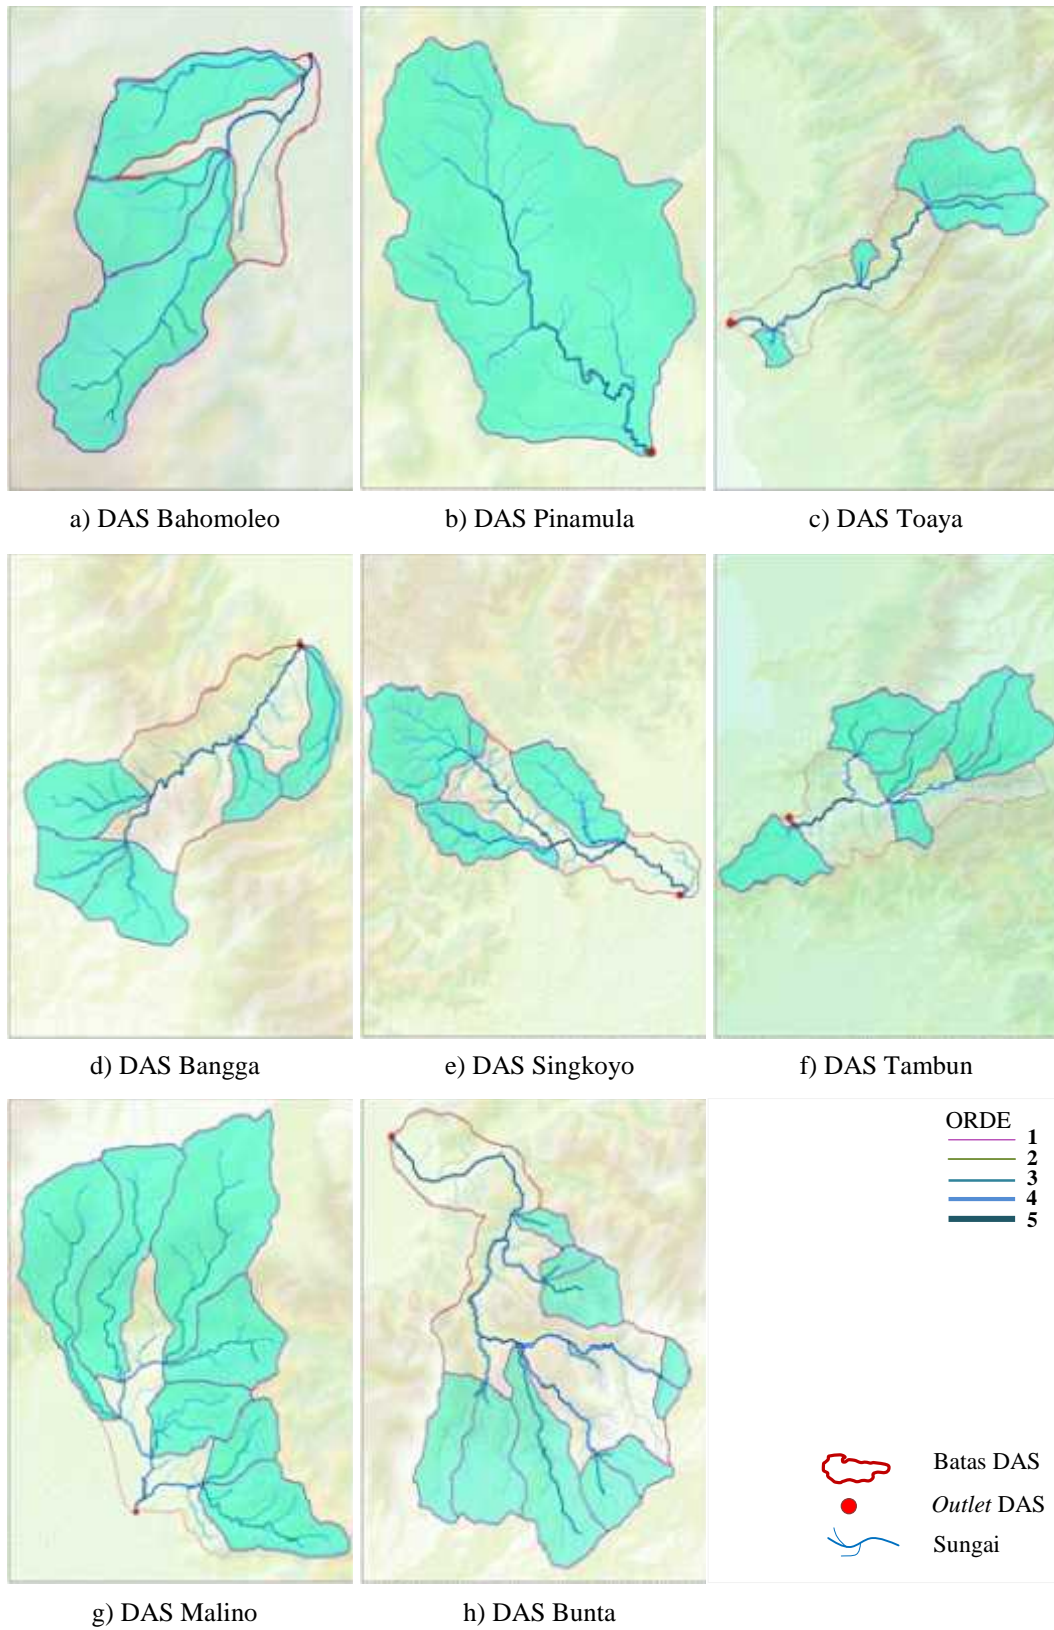 a) DAS Bahomoleo
b) DAS Pinamula
c) DAS Toaya
d) DAS Bangga
e) DAS Singkoyo
f) DAS Tambun
ORDE
1
2
3
4
5
Batas DAS
Outlet DAS
Sungai
g) DAS Malino
h) DAS Bunta